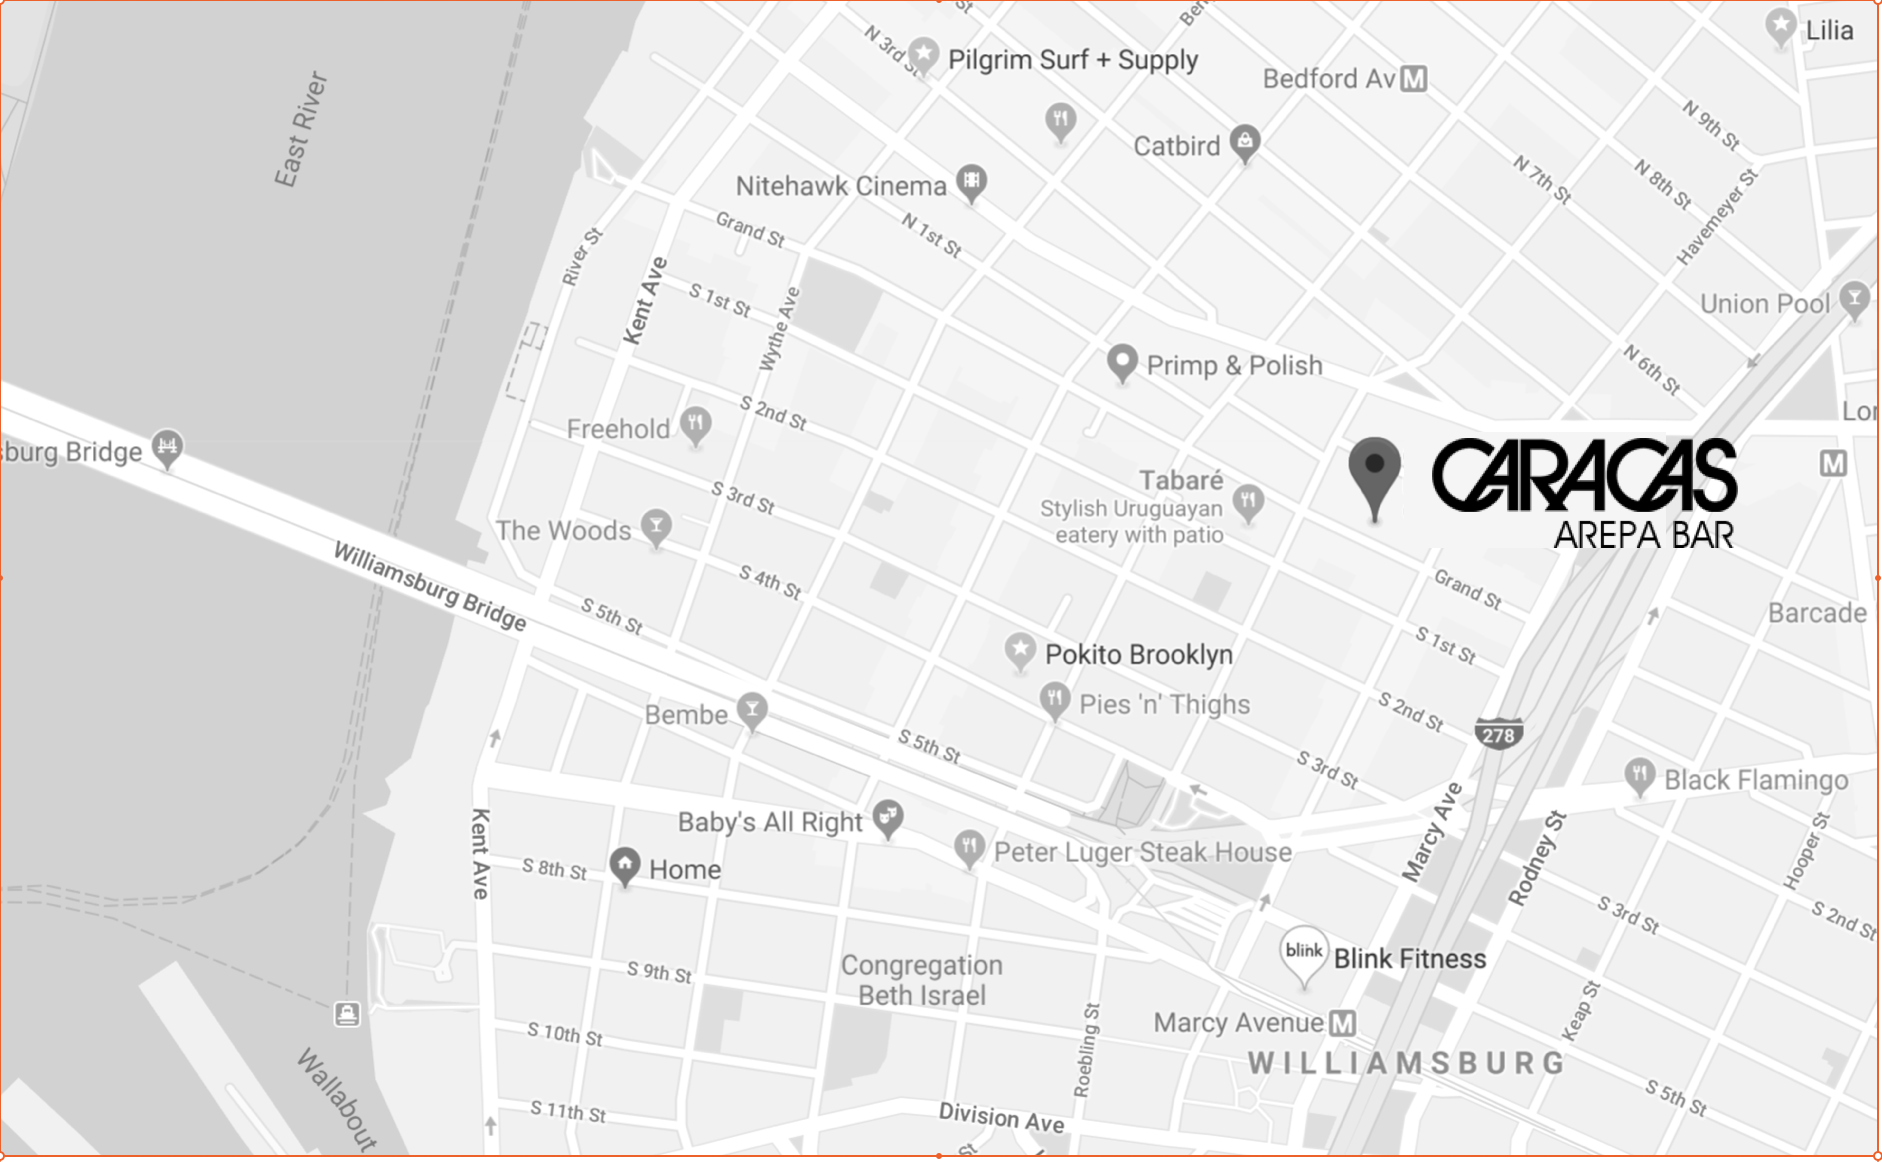 St
Ber
N 3rd St
Pilgrim Surf + Supply
Lilia
Bedford Av M
East River
Catbird
N 9th St
Nitehawk Cinema
N 7th St
N 8th St
Havemeyer St
Grand St
N 1st St
River St
Kent Ave
S 1st St
Wythe Ave
Union Pool
N 6th St
Primp & Polish
S 2nd St
Freehold
Lor
sburg Bridge
M
CARACAS
AREPA BAR
Tabaré
Stylish Uruguayan
eatery with patio
S 3rd St
The Woods
Williamsburg Bridge
S 4th St
S 5th St
Grand St
Barcade
S 1st St
Pokito Brooklyn
Pies 'n' Thighs
Bembe
S 2nd St
278
S 5th St
S 3rd St
Black Flamingo
Kent Ave
Baby's All Right
Peter Luger Steak House
Marcy Ave
Rodney St
Hooper St
S 8th St
Home
S 3rd St
S 2nd St
blink
Blink Fitness
S 9th St
Congregation
Beth Israel
Marcy Avenue M
Keap St
S 10th St
Roebling St
WILLIAMSBURG
Wallabout
S 11th St
Division Ave
S 5th St
St